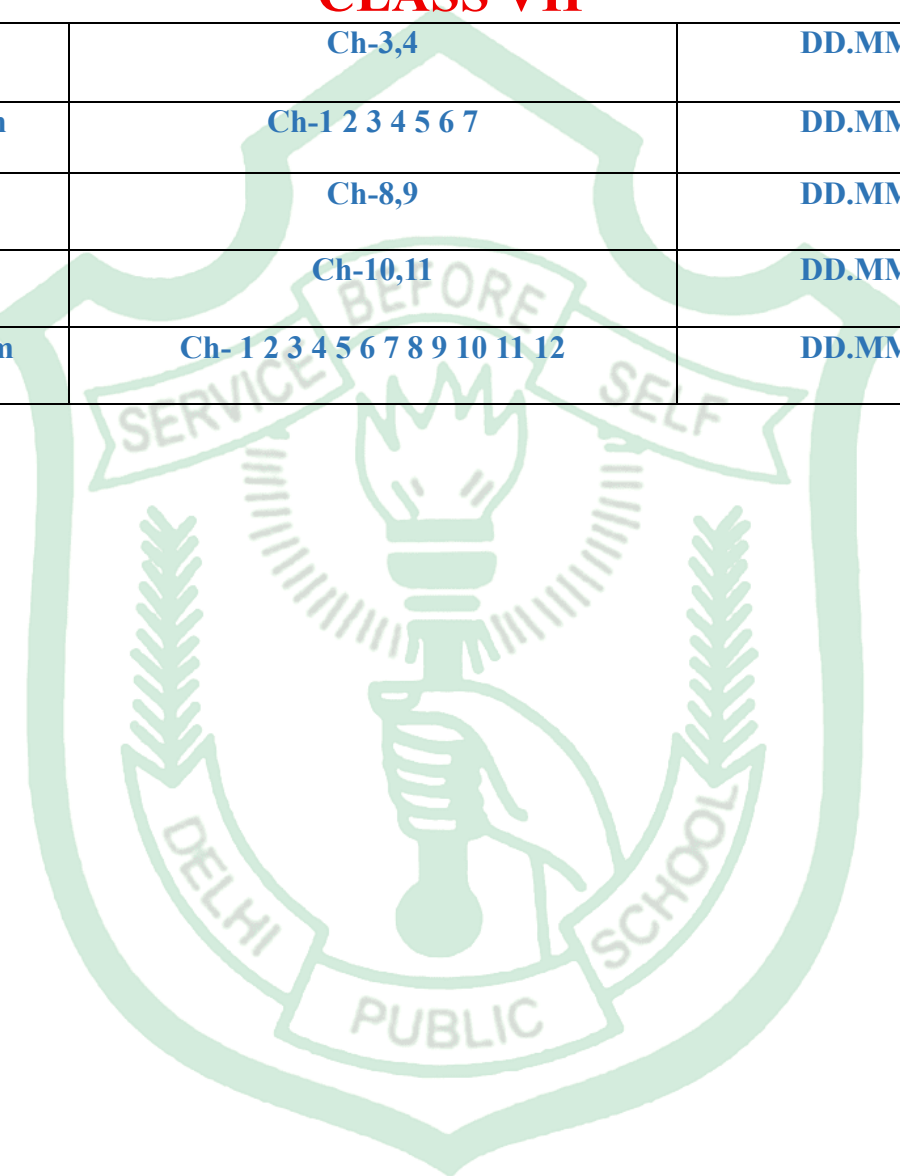 CLASS VII
Ch-3,4 DD.MM
m Ch-1 2 3 4 5 6 7 DD.MM
Ch-8,9 DD.MM
Ch-10,11 DD.MM
m Ch- 1 2 3 4 5 6 7 8 9 10 11 12 DD.MM
SERVICE BEFORE SELF
DELHI PUBLIC SCHOOL